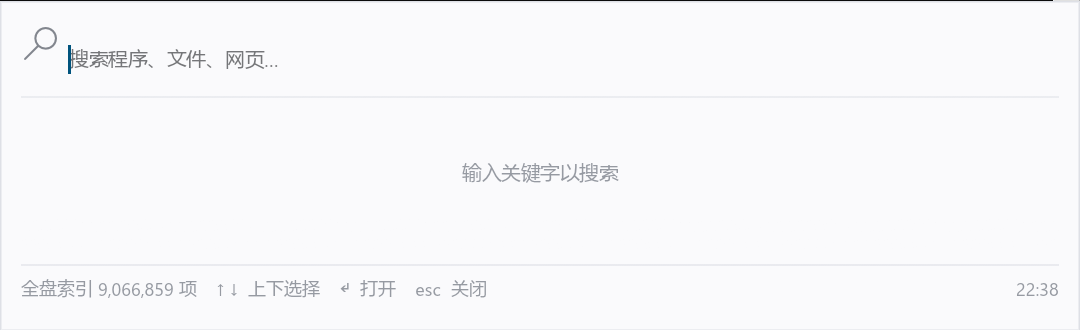 搜索程序、文件、网页...
输入关键字以搜索
全盘索引 9,066,859 项 ↑↓ 上下选择 ↵ 打开 esc 关闭 22:38